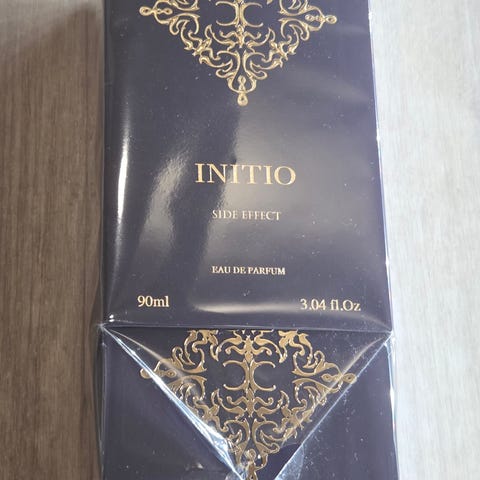 INITIO
SIDE EFFECT
EAU DE PARFUM
90ml 3.04 fl.Oz